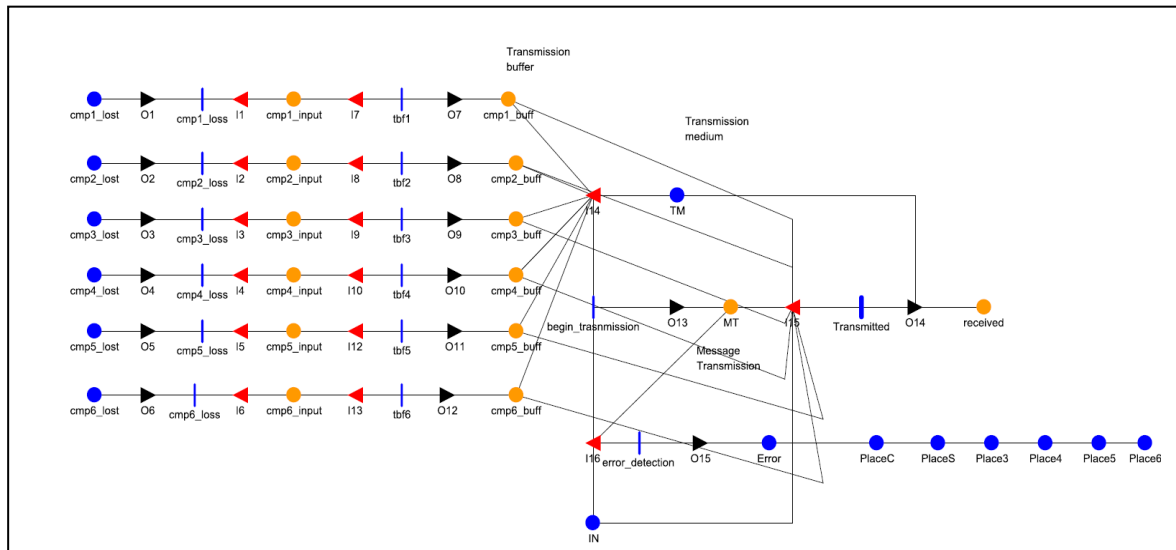 Transmission
buffer
cmp1_lost O1 cmp1_loss I1 cmp1_input I7 tbf1 O7 cmp1_buff
Transmission
medium
cmp2_lost O2 cmp2_loss I2 cmp2_input I8 tbf2 O8 cmp2_buff
I14 TM
cmp3_lost O3 cmp3_loss I3 cmp3_input I9 tbf3 O9 cmp3_buff
cmp4_lost O4 cmp4_loss I4 cmp4_input I10 tbf4 O10 cmp4_buff
begin_trasnmission O13 MT I15 Transmitted O14 received
cmp5_lost O5 cmp5_loss I5 cmp5_input I12 tbf5 O11 cmp5_buff
Message
Transmission
cmp6_lost O6 cmp6_loss I6 cmp6_input I13 tbf6 O12 cmp6_buff
I16 error_detection O15 Error PlaceC PlaceS Place3 Place4 Place5 Place6
IN